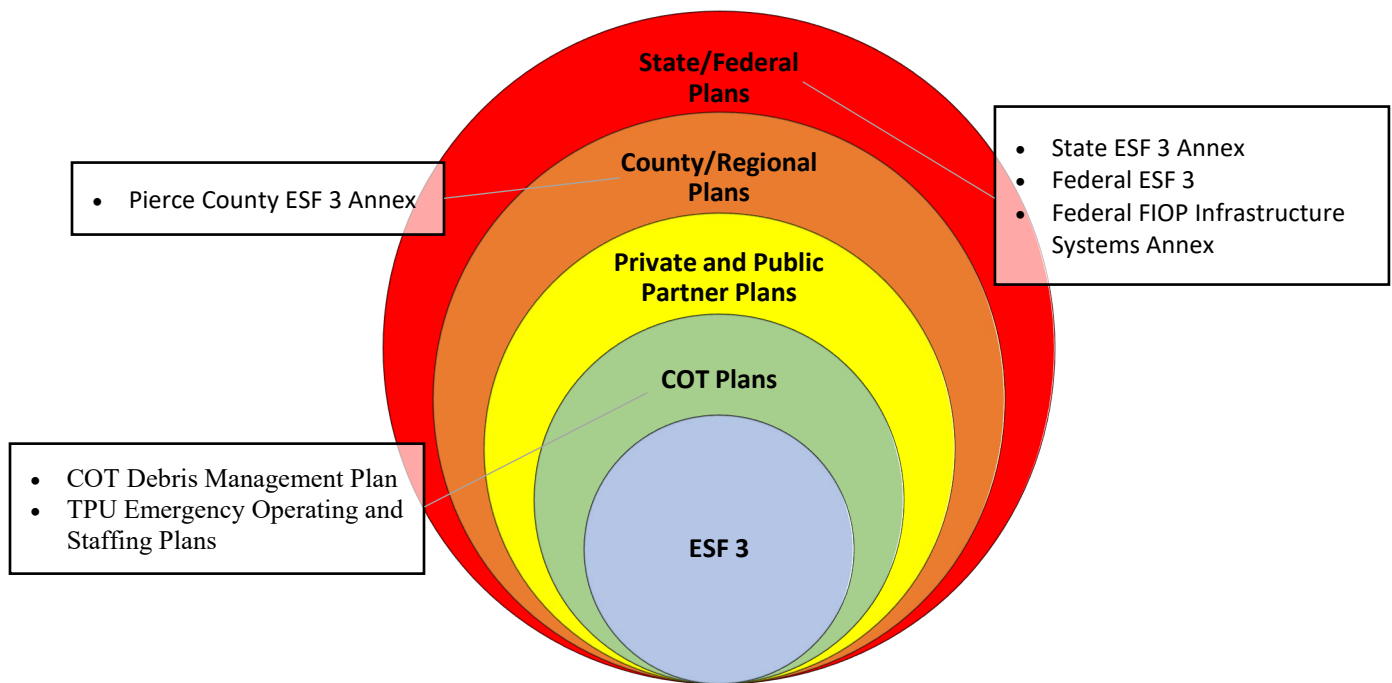 State/Federal
Plans
• State ESF 3 Annex
• Federal ESF 3
• Federal FIOP Infrastructure
Systems Annex
County/Regional
Plans
• Pierce County ESF 3 Annex
Private and Public
Partner Plans
COT Plans
• COT Debris Management Plan
• TPU Emergency Operating and
Staffing Plans
ESF 3